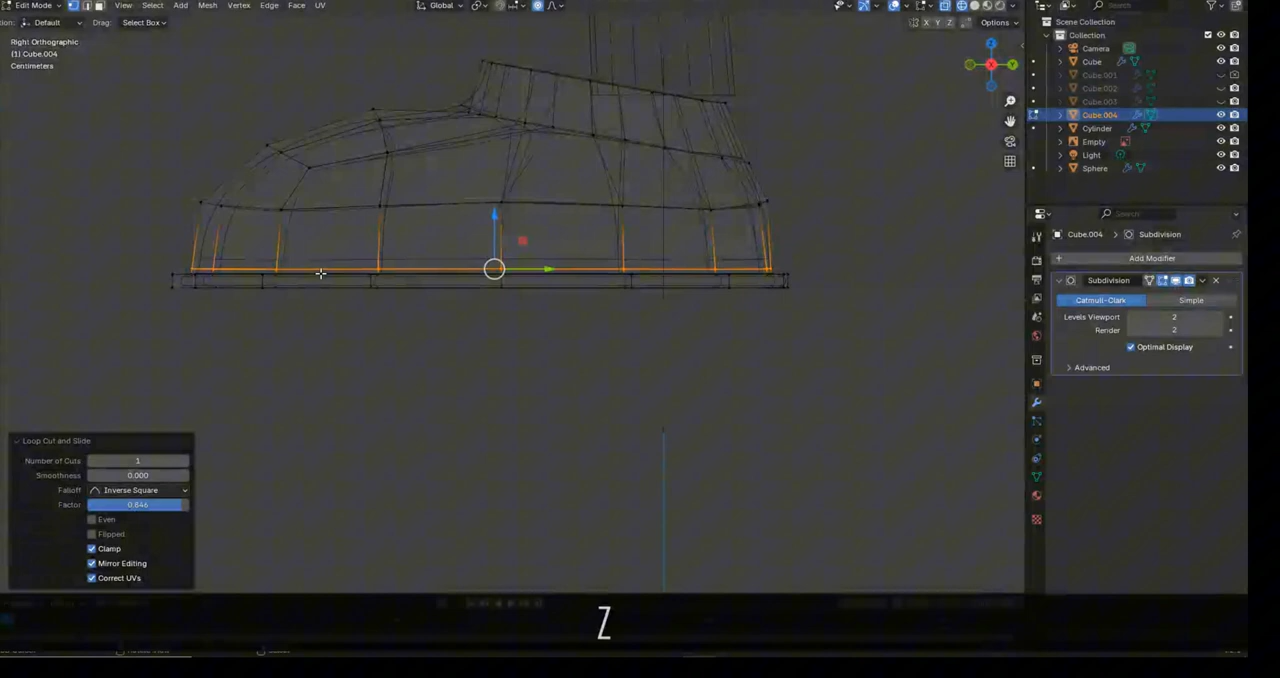 Edit Mode View Select Add Mesh Vertex Edge Face UV Global Search
Default Drag: Select Box X Y Z Options
Right Orthographic
(1) Cube.004
Centimeters
Scene Collection
Collection
Camera
Cube
Cube.001
Cube.002
Cube.003
Cube.004
Cylinder
Empty
Light
Sphere
Search
Cube.004 Subdivision
Add Modifier
Subdivision
Catmull-Clark Simple
Levels Viewport 2
Render 2
Optimal Display
Advanced
Loop Cut and Slide
Number of Cuts 1
Smoothness 0.000
Falloff Inverse Square
Factor 0.846
Even
Flipped
Clamp
Mirror Editing
Correct UVs
Z